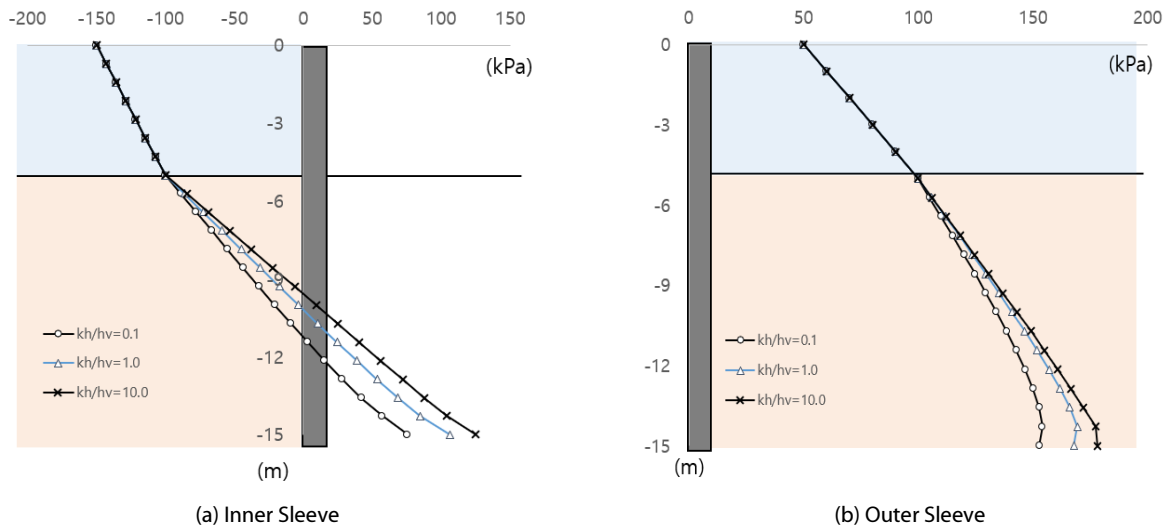 -200 -150 -100 -50 0 50 100 150
0
(kPa)
-3
-6
-9
-12
-15
(m)
kh/hv=0.1
kh/hv=1.0
kh/hv=10.0
(a) Inner Sleeve
0 50 100 150 200
0
(kPa)
-3
-6
-9
-12
-15
(m)
kh/hv=0.1
kh/hv=1.0
kh/hv=10.0
(b) Outer Sleeve